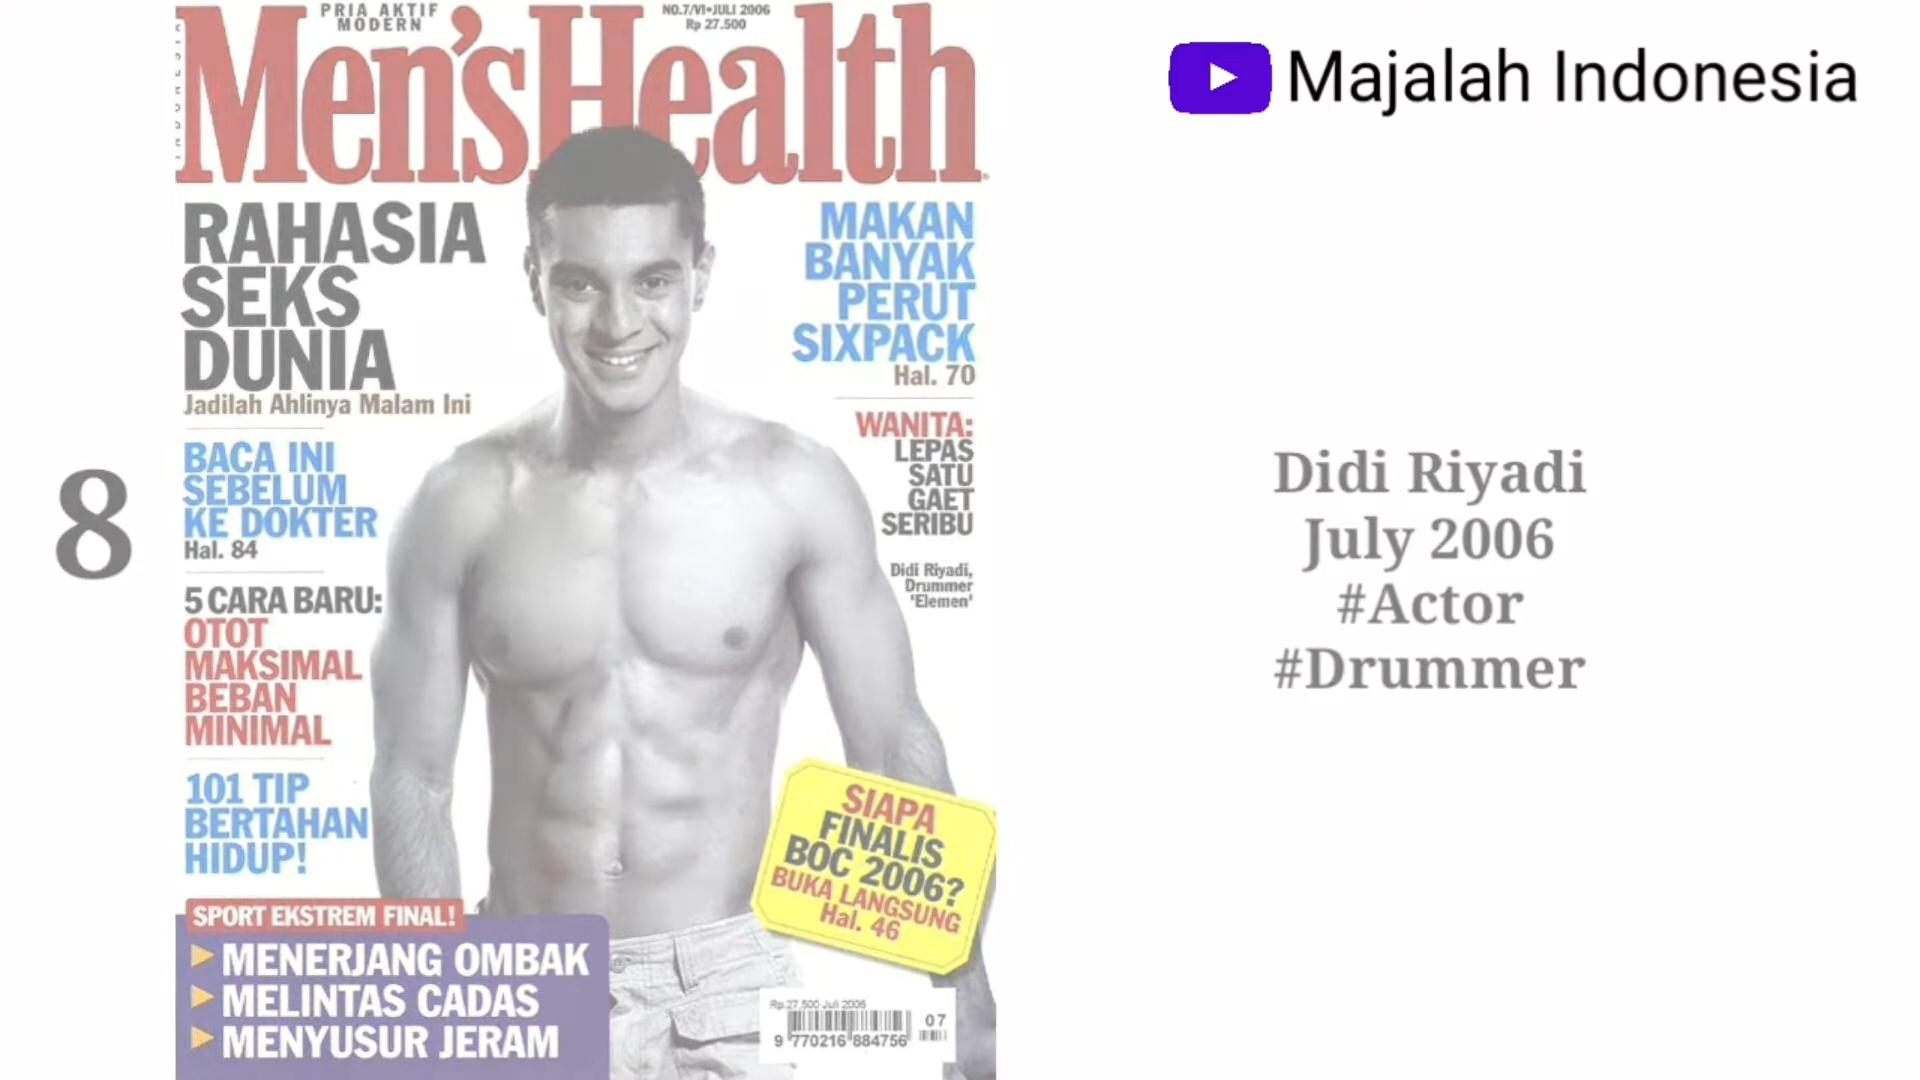 PRIA AKTIF
MODERN
NO.7/VI•JULI 2006
Rp 27.500
INDONESIA
Men'sHealth
RAHASIA
SEKS
DUNIA
Jadilah Ahlinya Malam Ini
BACA INI
SEBELUM
KE DOKTER
Hal. 84
5 CARA BARU:
OTOT
MAKSIMAL
BEBAN
MINIMAL
101 TIP
BERTAHAN
HIDUP!
SPORT EKSTREM FINAL!
MENERJANG OMBAK
MELINTAS CADAS
MENYUSUR JERAM
MAKAN
BANYAK
PERUT
SIXPACK
Hal. 70
WANITA:
LEPAS
SATU
GAET
SERIBU
Didi Riyadi,
Drummer
'Elemen'
SIAPA
FINALIS
BOC 2006?
BUKA LANGSUNG
Hal. 46
Rp.27.500 Juli 2006
07
9 770216 884756
8
Majalah Indonesia
Didi Riyadi
July 2006
#Actor
#Drummer